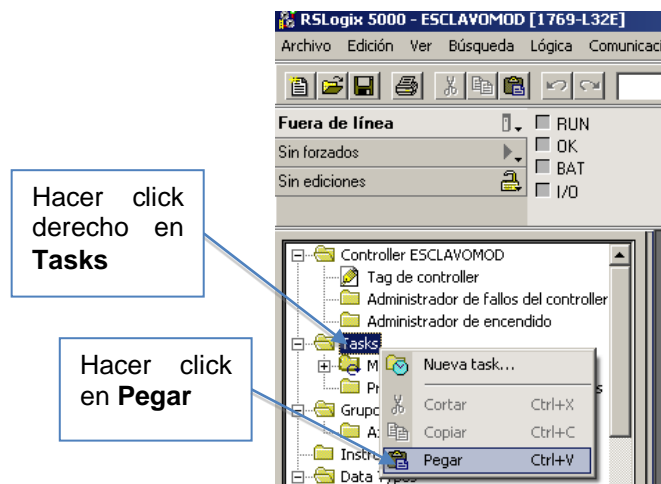 RSLogix 5000 - ESCLAVOMOD [1769-L32E]
Archivo Edición Ver Búsqueda Lógica
Fuera de línea
RUN
Sin forzados
OK
BAT
Sin ediciones
I/O
Hacer click
derecho en
Tasks
Controller ESCLAVOMOD
Tag de controller
Administrador de fallos del controller
Administrador de encendido
Tasks
Nueva task...
Hacer click
en Pegar
Cortar Ctrl+X
Copiar Ctrl+C
Pegar Ctrl+V
Data